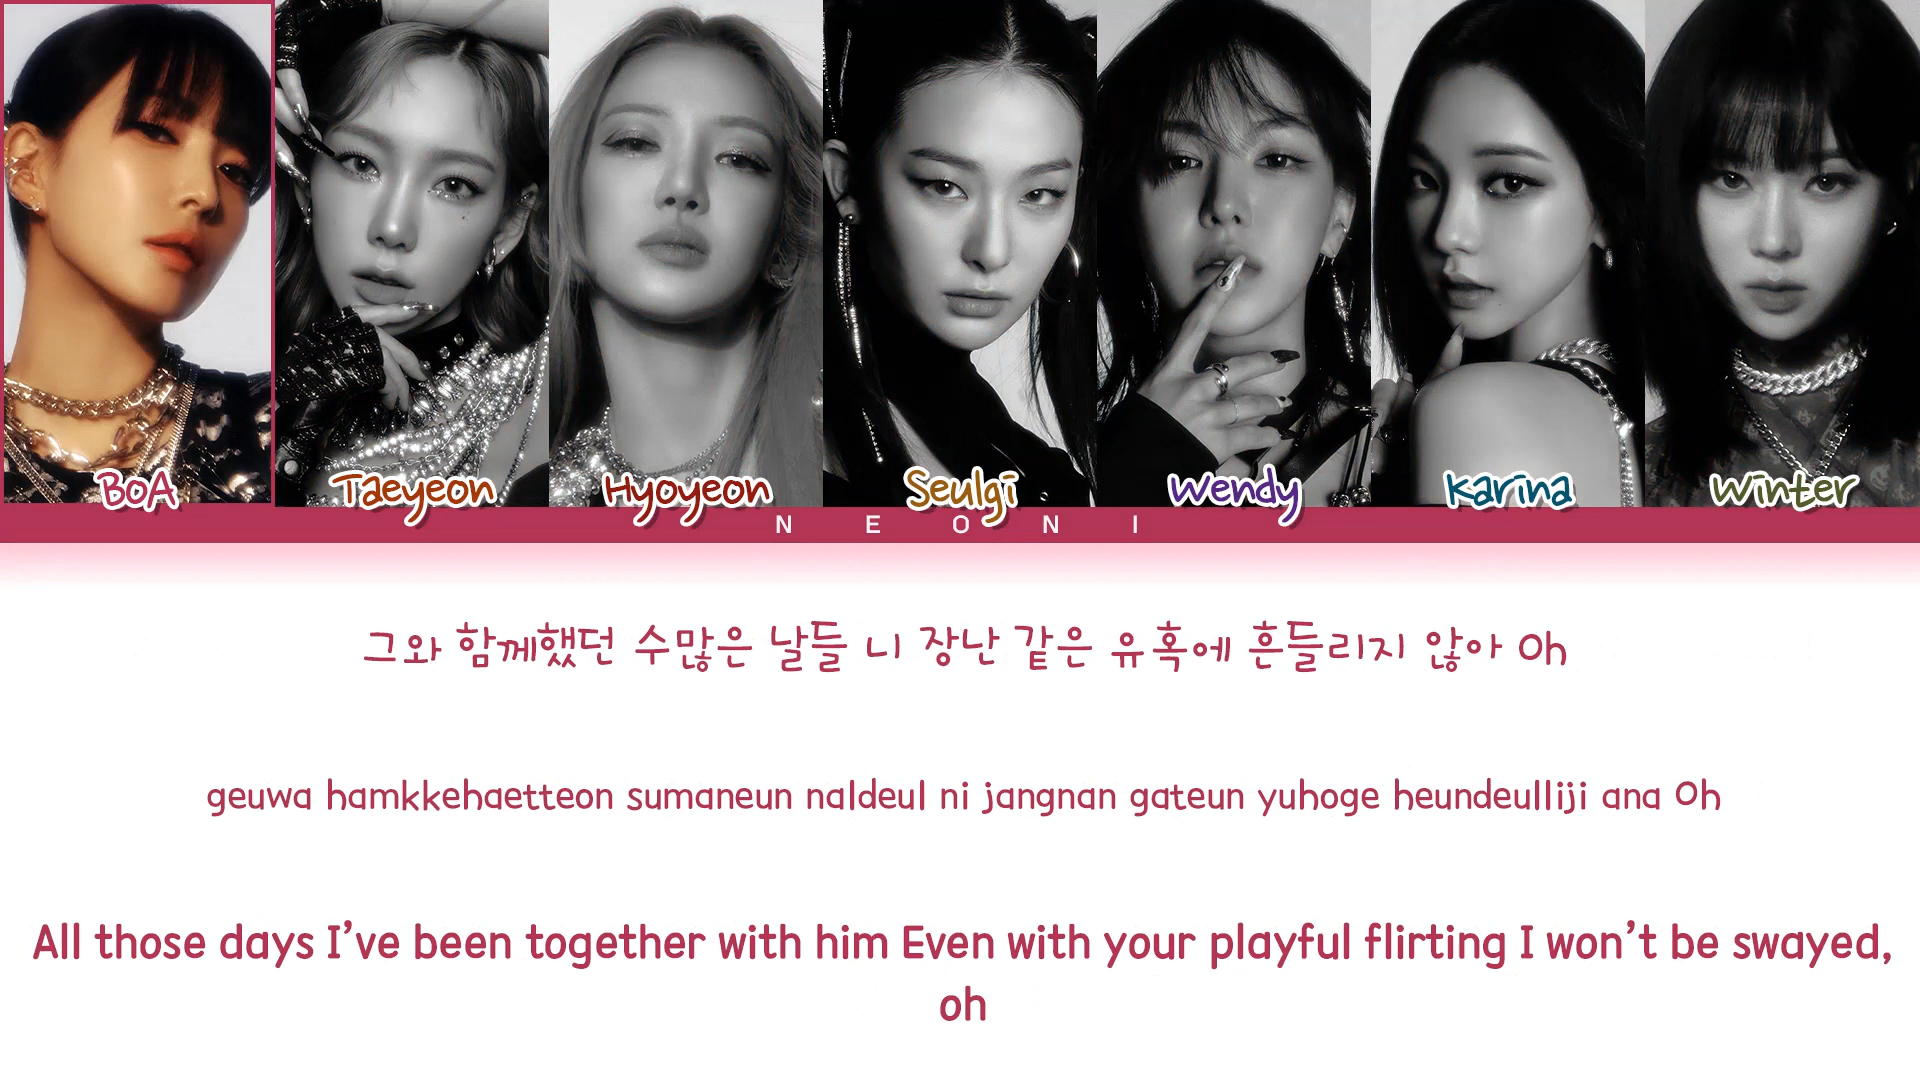 BoA
Taeyeon
Hyoyeon
Seulgi
Wendy
Karina
Winter
N E O N I
그와 함께했던 수많은 날들 니 장난 같은 유혹에 흔들리지 않아 Oh
geuwa hamkkehaetteon sumaneun naldeul ni jangnan gateun yuhoge heundeulliji ana Oh
All those days I've been together with him Even with your playful flirting I won't be swayed,
oh